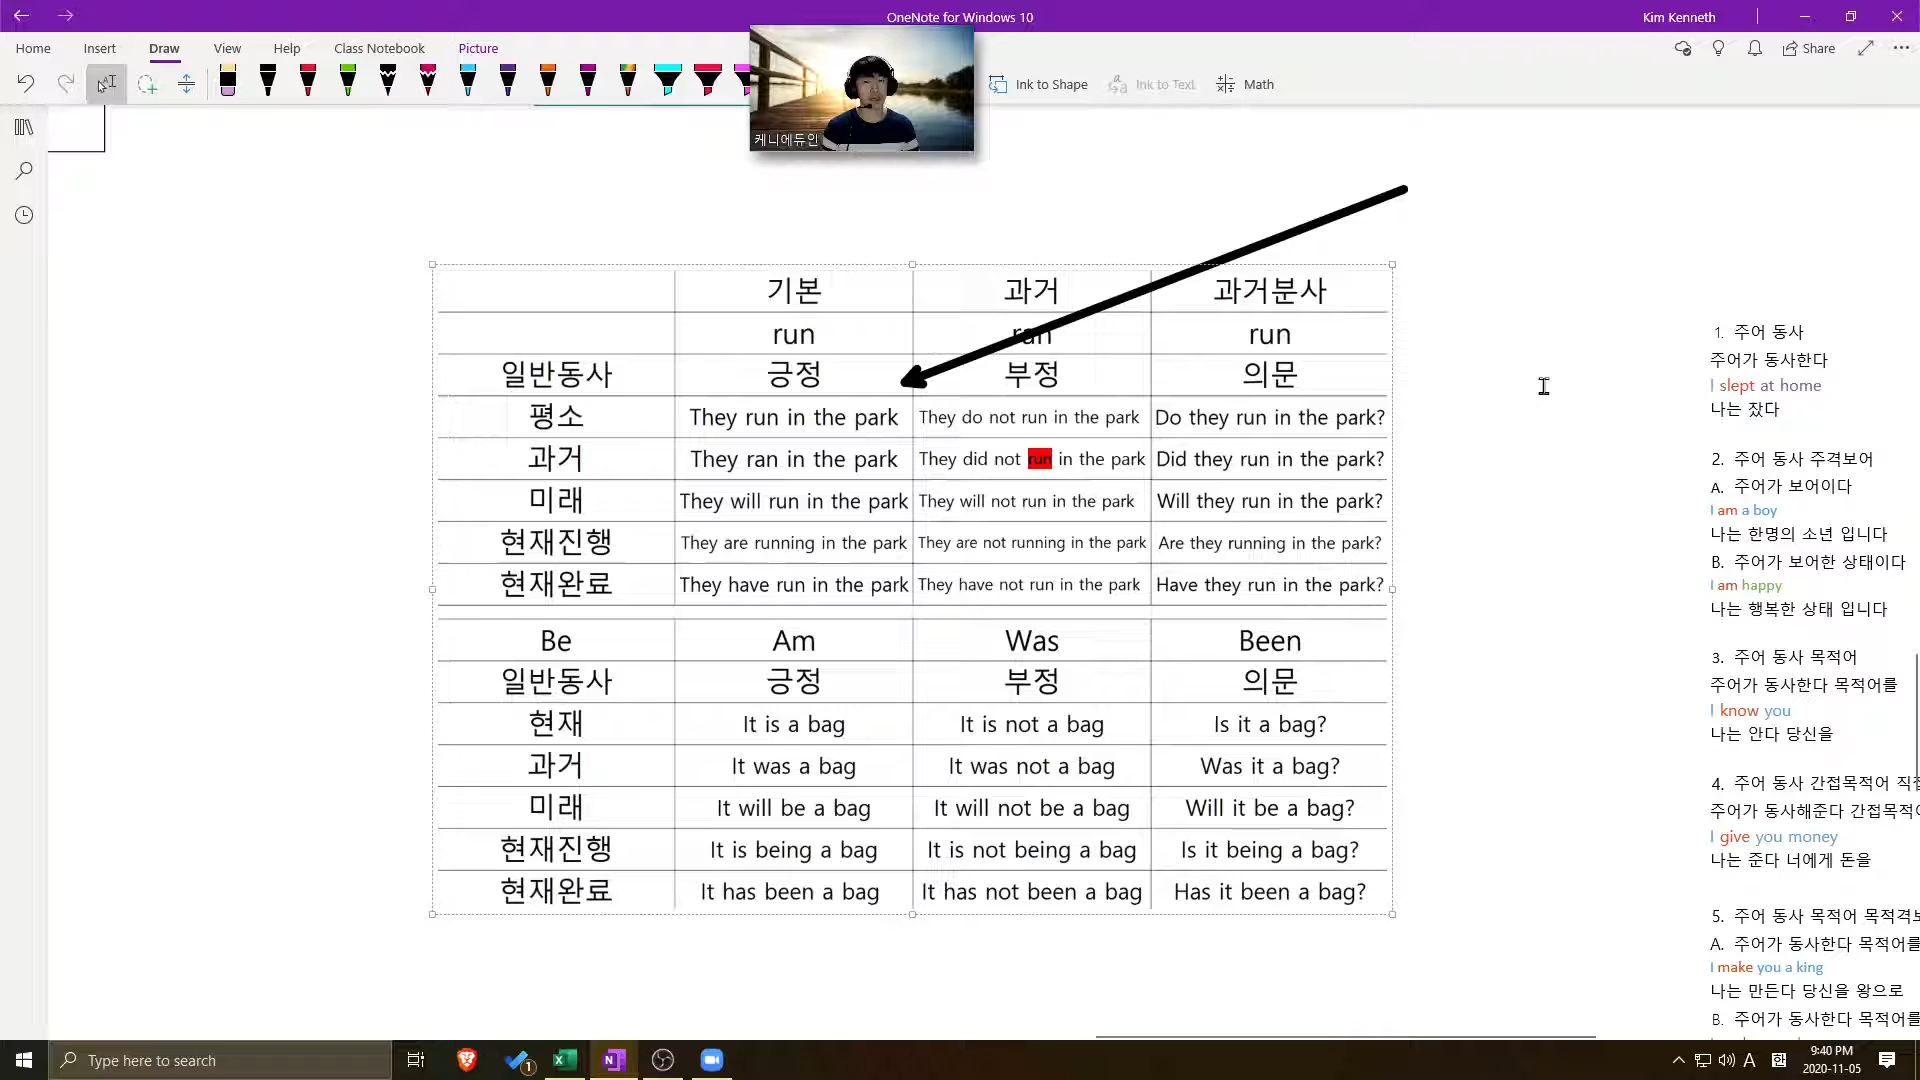 OneNote for Windows 10
Kim Kenneth
Home Insert Draw View Help Class Notebook Picture
Share
Ink to Shape Ink to Text Math
케니에듀인
기본 과거 과거분사
run ran run
일반동사 긍정 부정 의문
평소 They run in the park They do not run in the park Do they run in the park?
과거 They ran in the park They did not run in the park Did they run in the park?
미래 They will run in the park They will not run in the park Will they run in the park?
현재진행 They are running in the park They are not running in the park Are they running in the park?
현재완료 They have run in the park They have not run in the park Have they run in the park?
Be Am Was Been
일반동사 긍정 부정 의문
현재 It is a bag It is not a bag Is it a bag?
과거 It was a bag It was not a bag Was it a bag?
미래 It will be a bag It will not be a bag Will it be a bag?
현재진행 It is being a bag It is not being a bag Is it being a bag?
현재완료 It has been a bag It has not been a bag Has it been a bag?
1. 주어 동사
주어가 동사한다
I slept at home
나는 잤다
2. 주어 동사 주격보어
A. 주어가 보어이다
I am a boy
나는 한명의 소년 입니다
B. 주어가 보어한 상태이다
I am happy
나는 행복한 상태 입니다
3. 주어 동사 목적어
주어가 동사한다 목적어를
I know you
나는 안다 당신을
4. 주어 동사 간접목적어
주어가 동사해준다
I give you money
나는 준다 너에게 돈을
5. 주어 동사 목적어
A. 주어가 동사한다 목적어를
I make you a king
나는 만든다 당신을 왕으로
B. 주어가 동사한다 목적어를
Type here to search
1
A 한
9:40 PM
2020-11-05